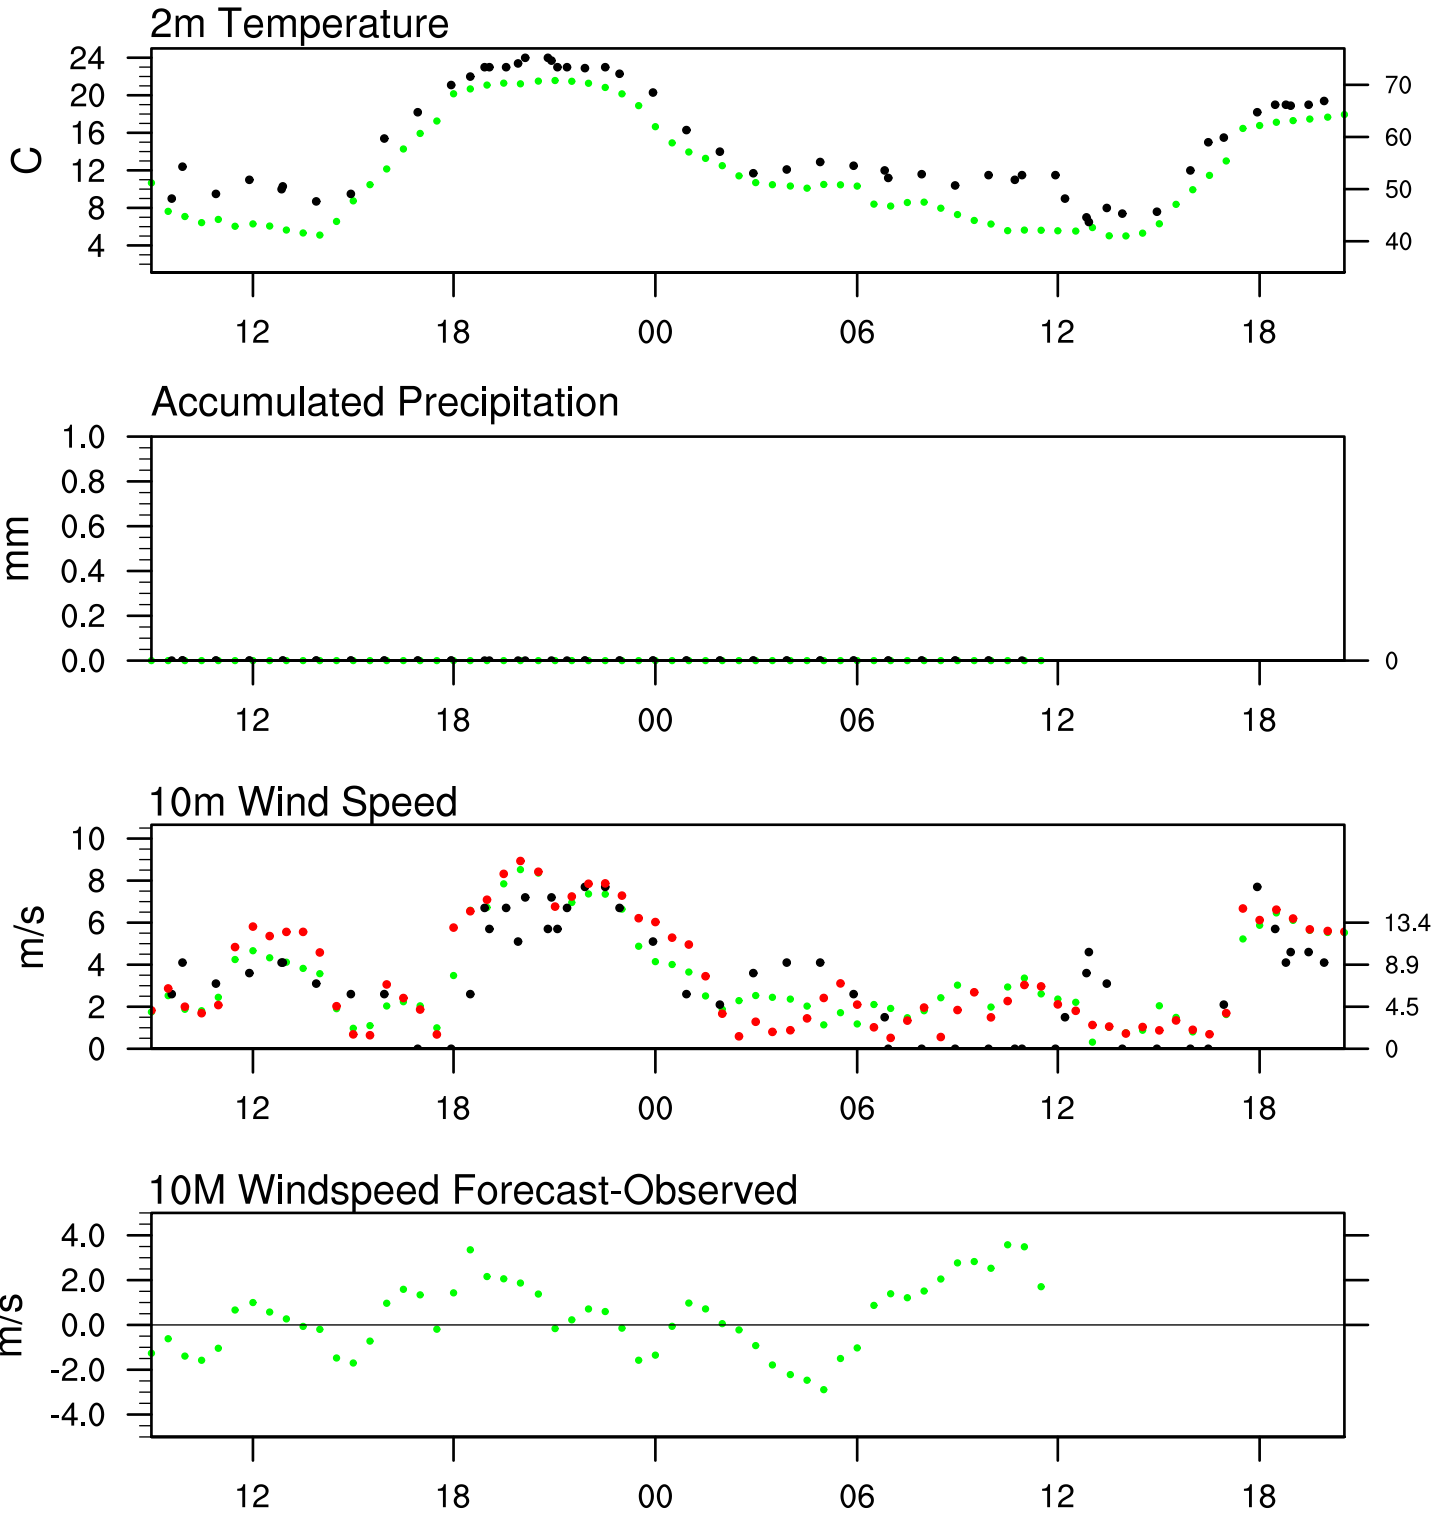 2m Temperature
C
24
20
16
12
8
4
70
60
50
40
12 18 00 06 12 18
Accumulated Precipitation
mm
1.0
0.8
0.6
0.4
0.2
0.0
0
12 18 00 06 12 18
10m Wind Speed
m/s
10
8
6
4
2
0
13.4
8.9
4.5
0
12 18 00 06 12 18
10M Windspeed Forecast-Observed
m/s
4.0
2.0
0.0
-2.0
-4.0
12 18 00 06 12 18